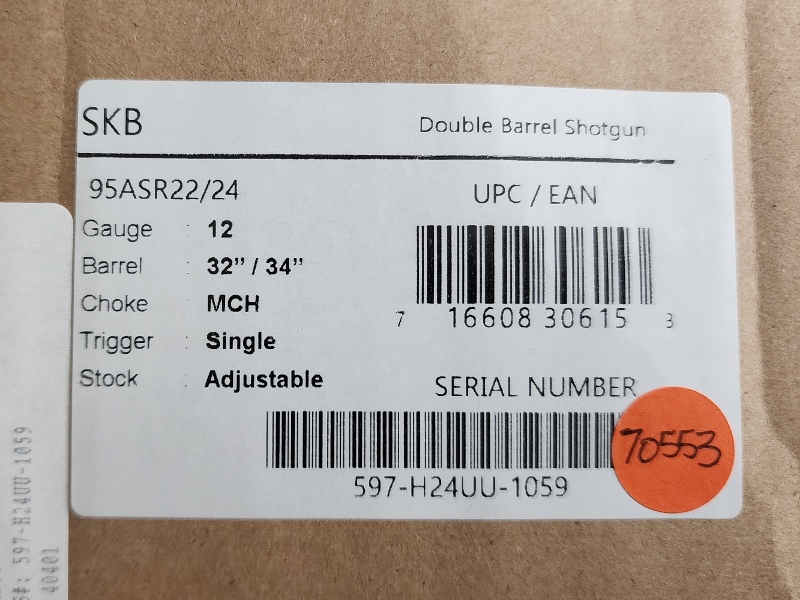 SKB
Double Barrel Shotgun
95ASR22/24
Gauge : 12
Barrel : 32” / 34”
Choke : MCH
Trigger : Single
Stock : Adjustable
UPC / EAN
7 16608 30615 3
SERIAL NUMBER
597-H24UU-1059
70553
#: 597-H24UU-1059
40401